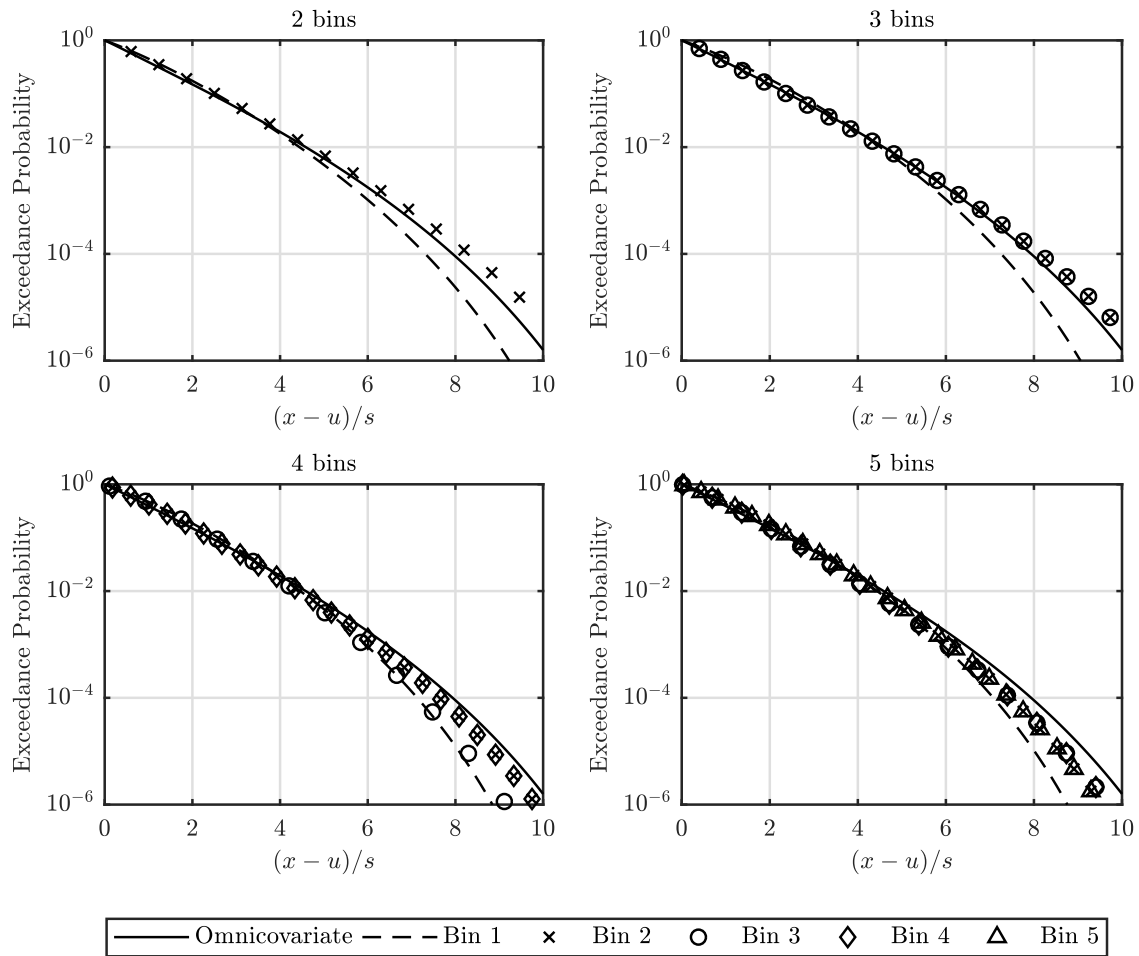 2 bins
10^0
10^-2
10^-4
10^-6
Exceedance Probability
0 2 4 6 8 10
(x − u)/s
3 bins
10^0
10^-2
10^-4
10^-6
Exceedance Probability
0 2 4 6 8 10
(x − u)/s
4 bins
10^0
10^-2
10^-4
10^-6
Exceedance Probability
0 2 4 6 8 10
(x − u)/s
5 bins
10^0
10^-2
10^-4
10^-6
Exceedance Probability
0 2 4 6 8 10
(x − u)/s
Omnicovariate Bin 1 Bin 2 Bin 3 Bin 4 Bin 5